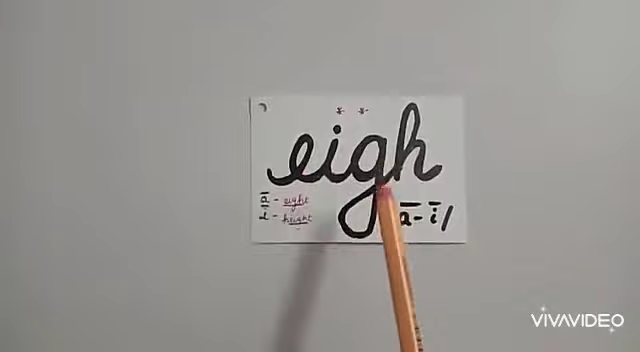 eigh
ā - eight
ī - height
ā - ī /
VIVAVIDEO